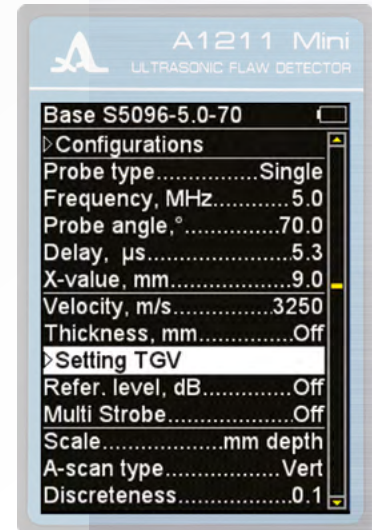 A1211 Mini
ULTRASONIC FLAW DETECTOR
Base S5096-5.0-70
▷Configurations
Probe type................Single
Frequency, MHz............5.0
Probe angle,°...............70.0
Delay, µs.....................5.3
X-value, mm.................9.0
Velocity, m/s.............3250
Thickness, mm.............Off
▷Setting TGV
Refer. level, dB..............Off
Multi Strobe..................Off
Scale.................mm depth
A-scan type................Vert
Discreteness................0.1